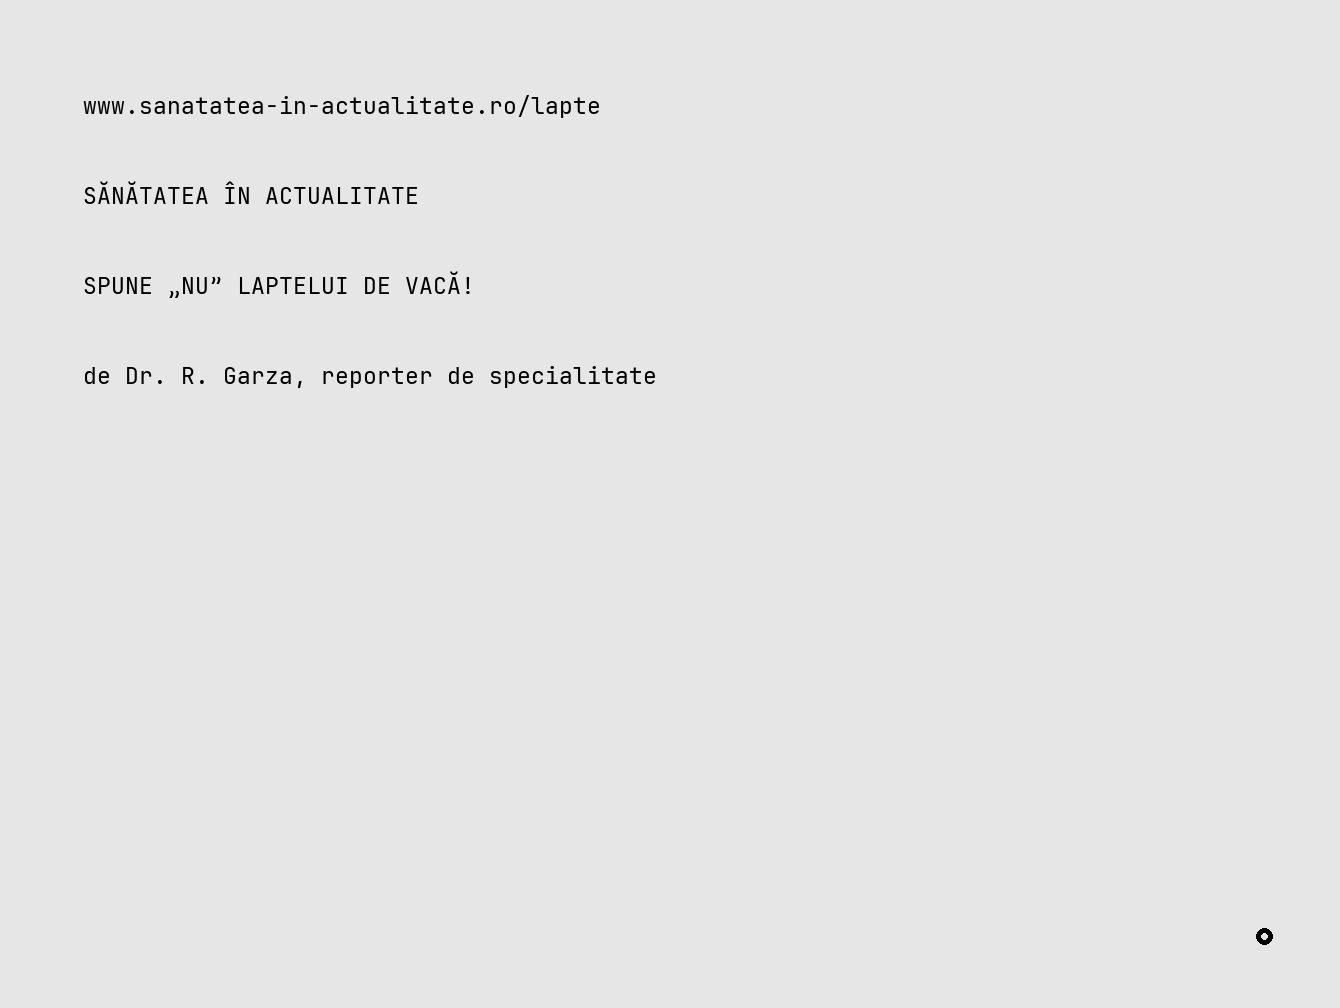 www.sanatatea-in-actualitate.ro/lapte
SĂNĂTATEA ÎN ACTUALITATE
SPUNE „NU” LAPTELUI DE VACĂ!
de Dr. R. Garza, reporter de specialitate